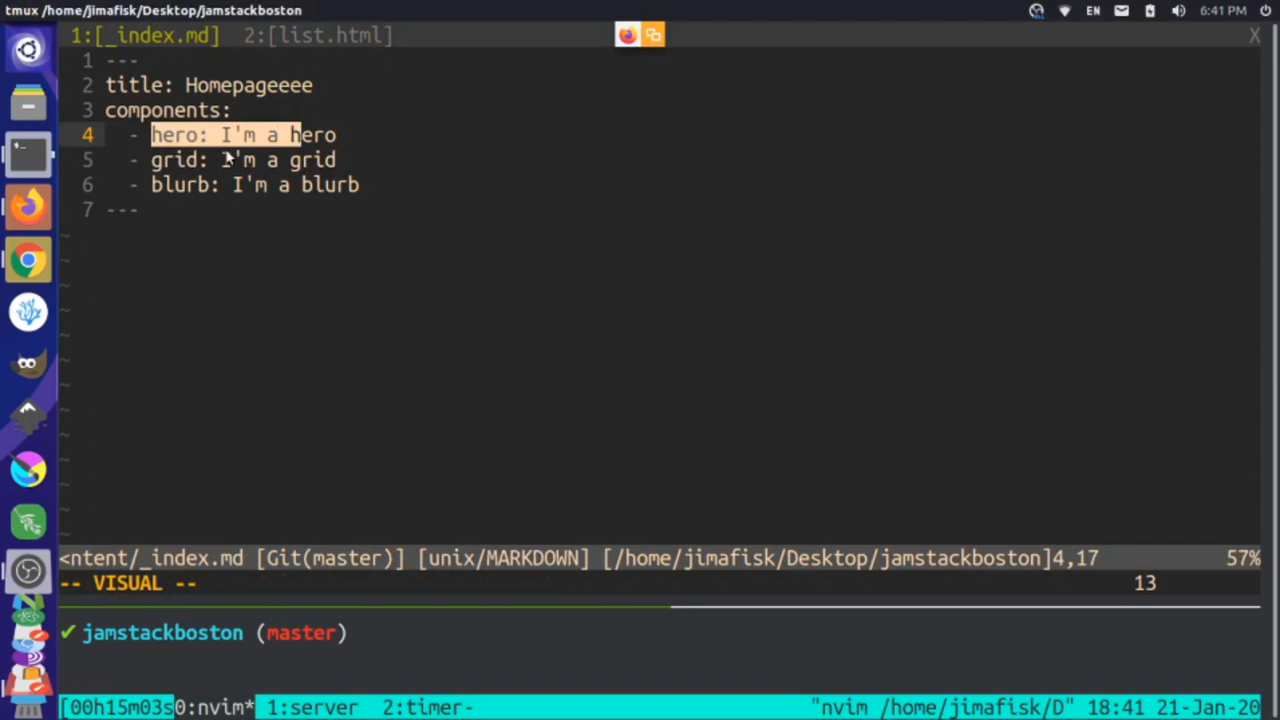 tmux /home/jimafisk/Desktop/jamstackboston
EN
6:41 PM
1:[_index.md] 2:[list.html]
X
1 ---
2 title: Homepageeee
3 components:
4 - hero: I'm a hero
5 - grid: I'm a grid
6 - blurb: I'm a blurb
7 ---
~
~
~
~
~
~
~
~
~
~
~
~
~
<ntent/_index.md [Git(master)] [unix/MARKDOWN] [/home/jimafisk/Desktop/jamstackboston]4,17 57%
-- VISUAL -- 13
✔ jamstackboston (master)
[00h15m03s0:nvim* 1:server 2:timer- "nvim /home/jimafisk/D" 18:41 21-Jan-20